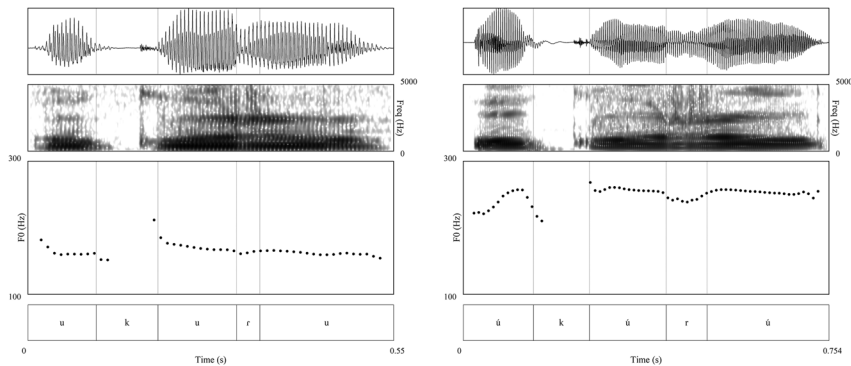 5000
Freq (Hz)
0
300
F0 (Hz)
100
u k u r u
0 0.55
Time (s)
5000
Freq (Hz)
0
300
F0 (Hz)
100
ú k ú r ú
0 0.754
Time (s)